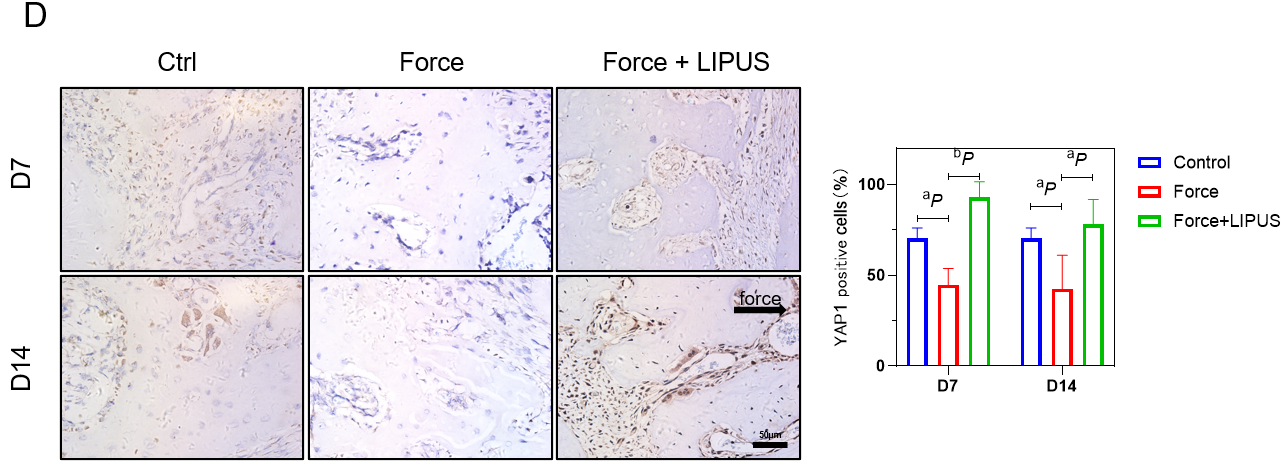 D
Ctrl
Force
Force + LIPUS
D7
D14
force
50μm
YAP1 positive cells(%)
100
50
0
aP
bP
aP
aP
D7
D14
Control
Force
Force+LIPUS